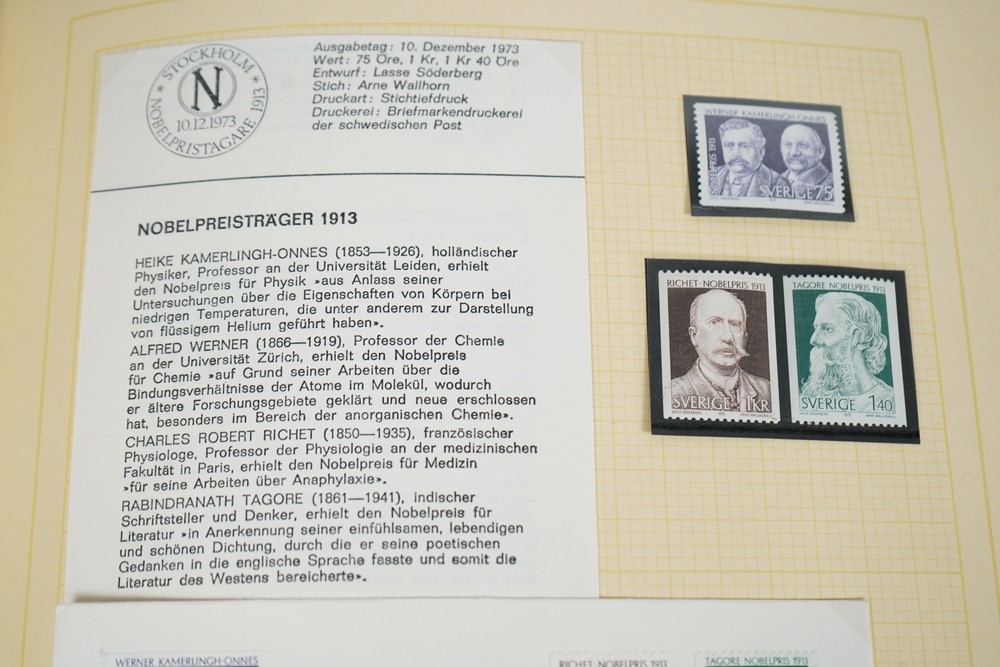 STOCKHOLM
N
10.12.1973
NOBELPRISTAGARE 1913
Ausgabetag: 10. Dezember 1973
Wert: 75 Öre, 1 Kr, 1 Kr 40 Öre
Entwurf: Lasse Söderberg
Stich: Arne Wallhorn
Druckart: Stichtiefdruck
Druckerei: Briefmarkendruckerei
der schwedischen Post
NOBELPREISTRÄGER 1913
HEIKE KAMERLINGH-ONNES (1853—1926), holländischer
Physiker, Professor an der Universität Leiden, erhielt
den Nobelpreis für Physik »aus Anlass seiner
Untersuchungen über die Eigenschaften von Körpern bei
niedrigen Temperaturen, die unter anderem zur Darstellung
von flüssigem Helium geführt haben».
ALFRED WERNER (1866—1919), Professor der Chemie
an der Universität Zürich, erhielt den Nobelpreis
für Chemie »auf Grund seiner Arbeiten über die
Bindungsverhältnisse der Atome im Molekül, wodurch
er ältere Forschungsgebiete geklärt und neue erschlossen
hat, besonders im Bereich der anorganischen Chemie».
CHARLES ROBERT RICHET (1850—1935), französischer
Physiologe, Professor der Physiologie an der medizinischen
Fakultät in Paris, erhielt den Nobelpreis für Medizin
»für seine Arbeiten über Anaphylaxie».
RABINDRANATH TAGORE (1861—1941), indischer
Schriftsteller und Denker, erhielt den Nobelpreis für
Literatur »in Anerkennung seiner einfühlsamen, lebendigen
und schönen Dichtung, durch die er seine poetischen
Gedanken in die englische Sprache fasste und somit die
Literatur des Westens bereicherte».
WERNER KAMERLINGH-ONNES
NOBELPRIS 1913
SVERIGE 75
RICHET NOBELPRIS 1913
SVERIGE 1KR
TAGORE NOBELPRIS 1913
SVERIGE 1.40
WERNER KAMERLINGH-ONNES
RICHET NOBELPRIS 1913
TAGORE NOBELPRIS 1913